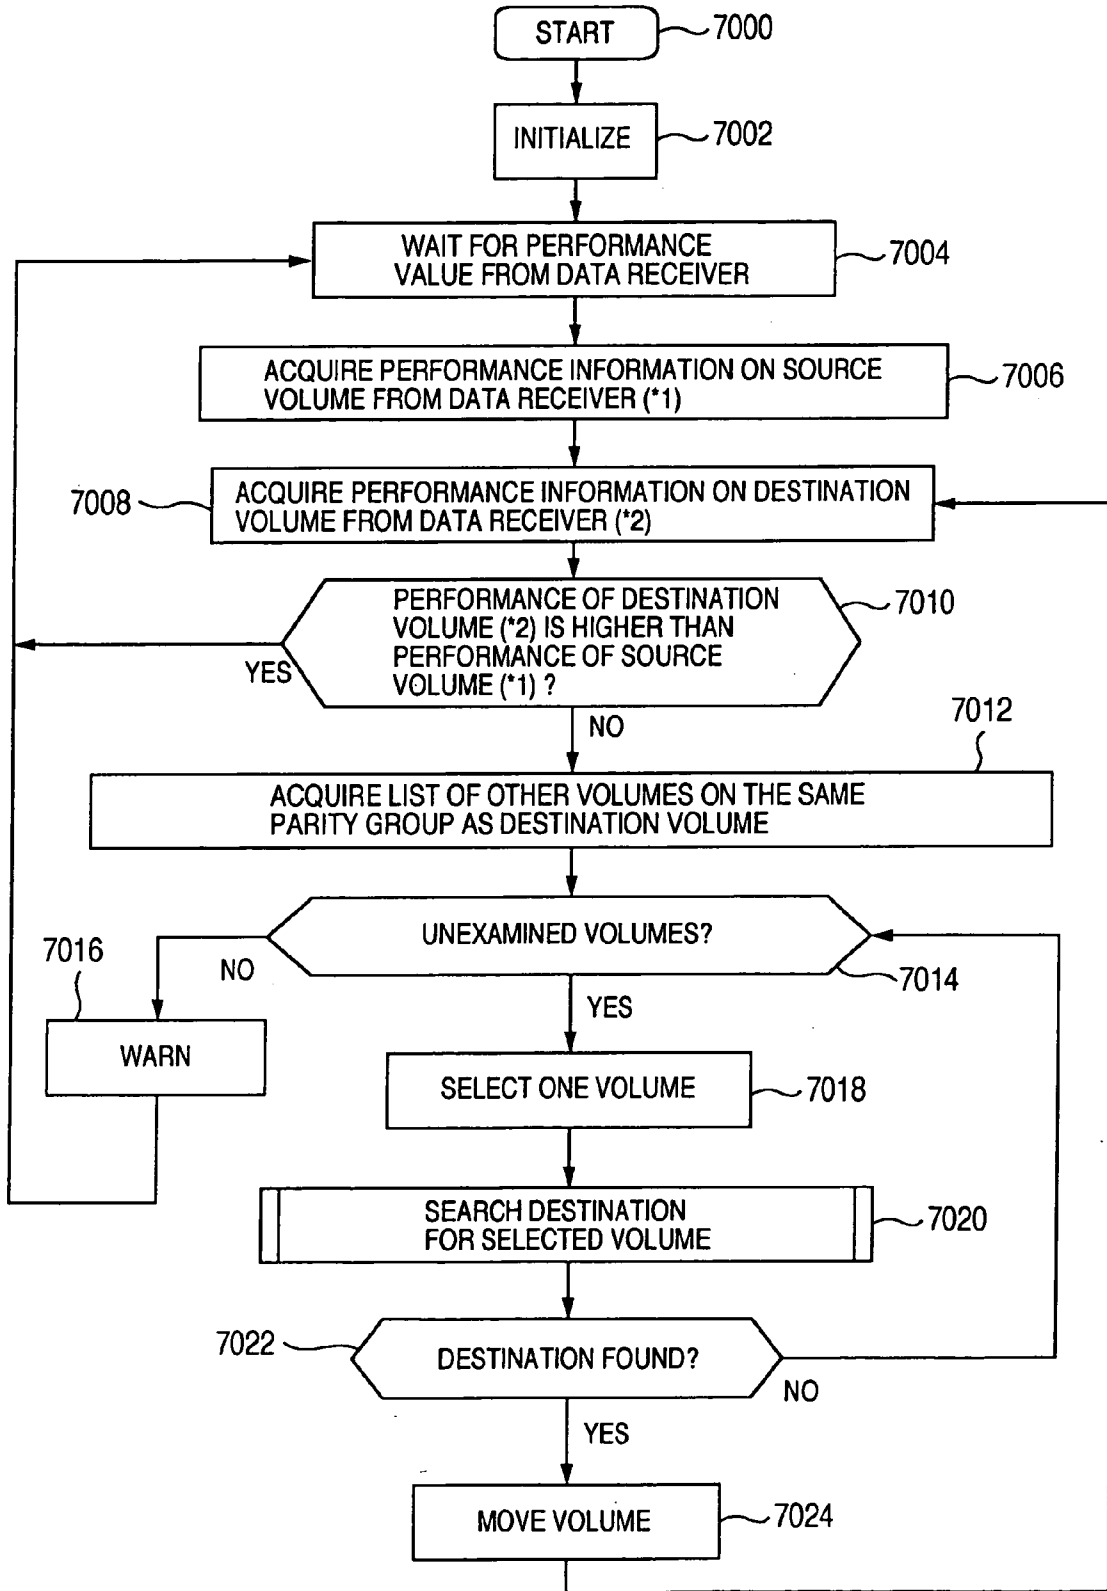 START
7000
INITIALIZE
7002
WAIT FOR PERFORMANCE
VALUE FROM DATA RECEIVER
7004
ACQUIRE PERFORMANCE INFORMATION ON SOURCE
VOLUME FROM DATA RECEIVER (*1)
7006
7008
ACQUIRE PERFORMANCE INFORMATION ON DESTINATION
VOLUME FROM DATA RECEIVER (*2)
PERFORMANCE OF DESTINATION
VOLUME (*2) IS HIGHER THAN
PERFORMANCE OF SOURCE
VOLUME (*1) ?
7010
YES
NO
7012
ACQUIRE LIST OF OTHER VOLUMES ON THE SAME
PARITY GROUP AS DESTINATION VOLUME
UNEXAMINED VOLUMES?
7014
NO
7016
WARN
YES
SELECT ONE VOLUME
7018
SEARCH DESTINATION
FOR SELECTED VOLUME
7020
7022
DESTINATION FOUND?
NO
YES
MOVE VOLUME
7024